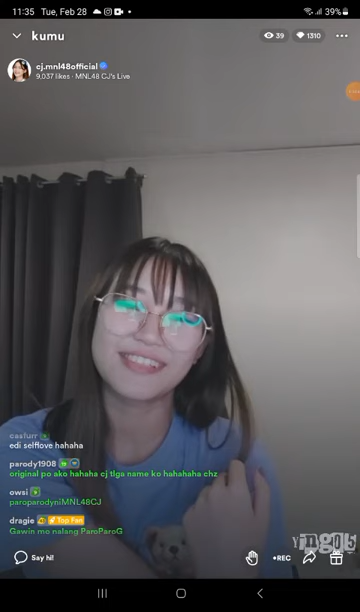 11:35 Tue, Feb 28 39%
kumu
39 1310
cj.mnl48official
9,037 likes · MNL48 CJ's Live
casfurr
edi selflove hahaha
parody1908
original po ako hahaha cj tlga name ko hahahaha chz
owsi
paroparodyniMNL48CJ
dragie Top Fan
Gawin mo nalang ParoParoG
Say hi!
REC